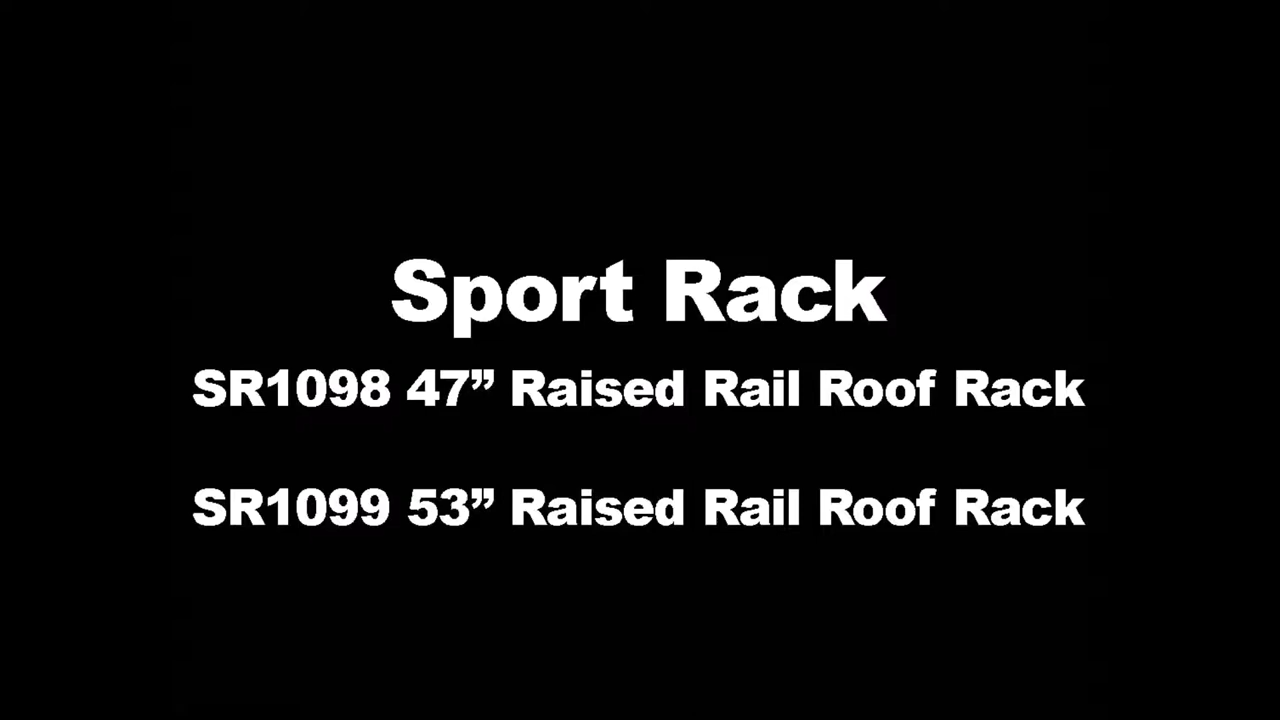 Sport Rack
SR1098 47” Raised Rail Roof Rack
SR1099 53” Raised Rail Roof Rack